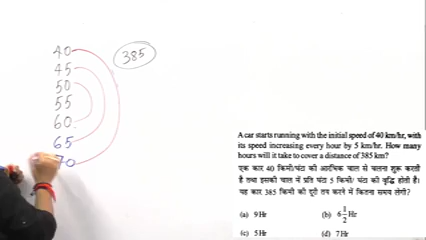 40
45
50
55
60
65
70
385
A car starts running with the initial speed of 40 km/hr, with
its speed increasing every hour by 5 km/hr. How many
hours will it take to cover a distance of 385 km?
एक कार 40 किमी/घंटा की आरंभिक चाल से चलना शुरू करती
है तथा इसकी चाल में प्रति घंटा 5 किमी/ घंटा की वृद्धि होती है।
यह कार 385 किमी की दूरी तय करने में कितना समय लेगी?
(a) 9 Hr (b) 6 1/2 Hr
(c) 5 Hr (d) 7 Hr